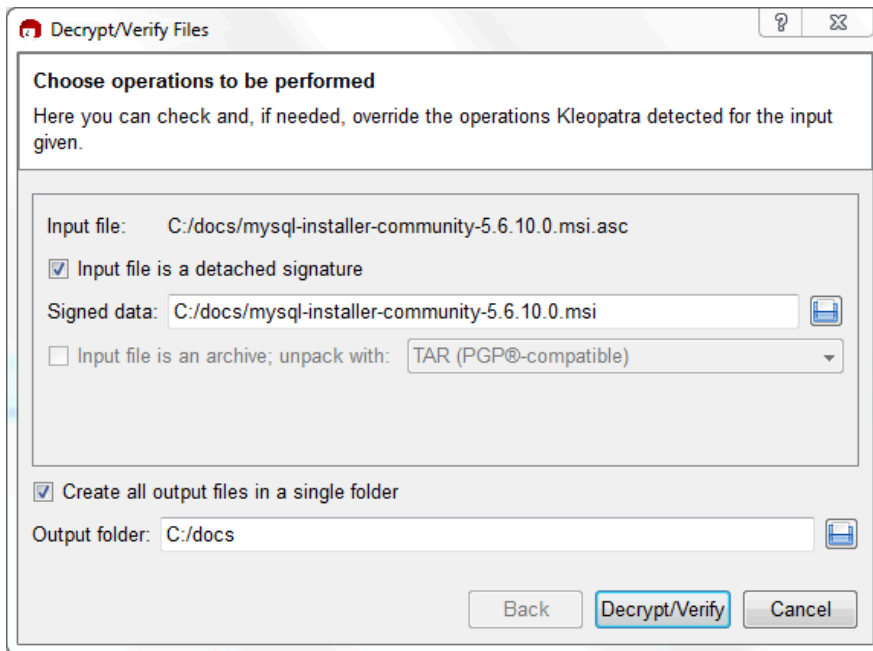 Decrypt/Verify Files
Choose operations to be performed
Here you can check and, if needed, override the operations Kleopatra detected for the input
given.
Input file: C:/docs/mysql-installer-community-5.6.10.0.msi.asc
Input file is a detached signature
Signed data: C:/docs/mysql-installer-community-5.6.10.0.msi
Input file is an archive; unpack with: TAR (PGP®-compatible)
Create all output files in a single folder
Output folder: C:/docs
Back Decrypt/Verify Cancel